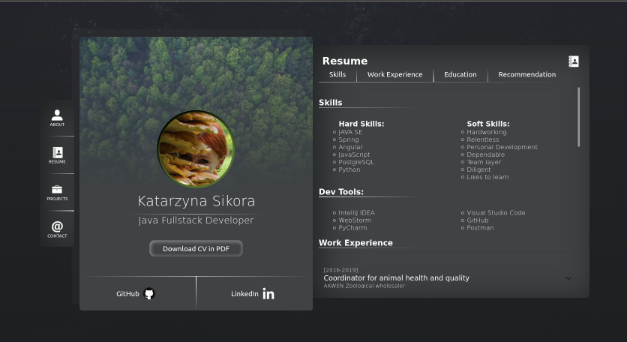 ABOUT
RESUME
PROJECTS
CONTACT
Katarzyna Sikora
Java Fullstack Developer
Download CV in PDF
GitHub
LinkedIn in
Resume
Skills Work Experience Education Recommendation
Skills
Hard Skills:
JAVA SE
Spring
Angular
JavaScript
PostgreSQL
Python
Soft Skills:
Hardworking
Relentless
Personal Development
Dependable
Team layer
Diligent
Likes to learn
Dev Tools:
IntelliJ IDEA
WebStorm
PyCharm
Visual Studio Code
GitHub
Postman
Work Experience
[2016-2019]
Coordinator for animal health and quality
AKWEN Zoological wholesaler